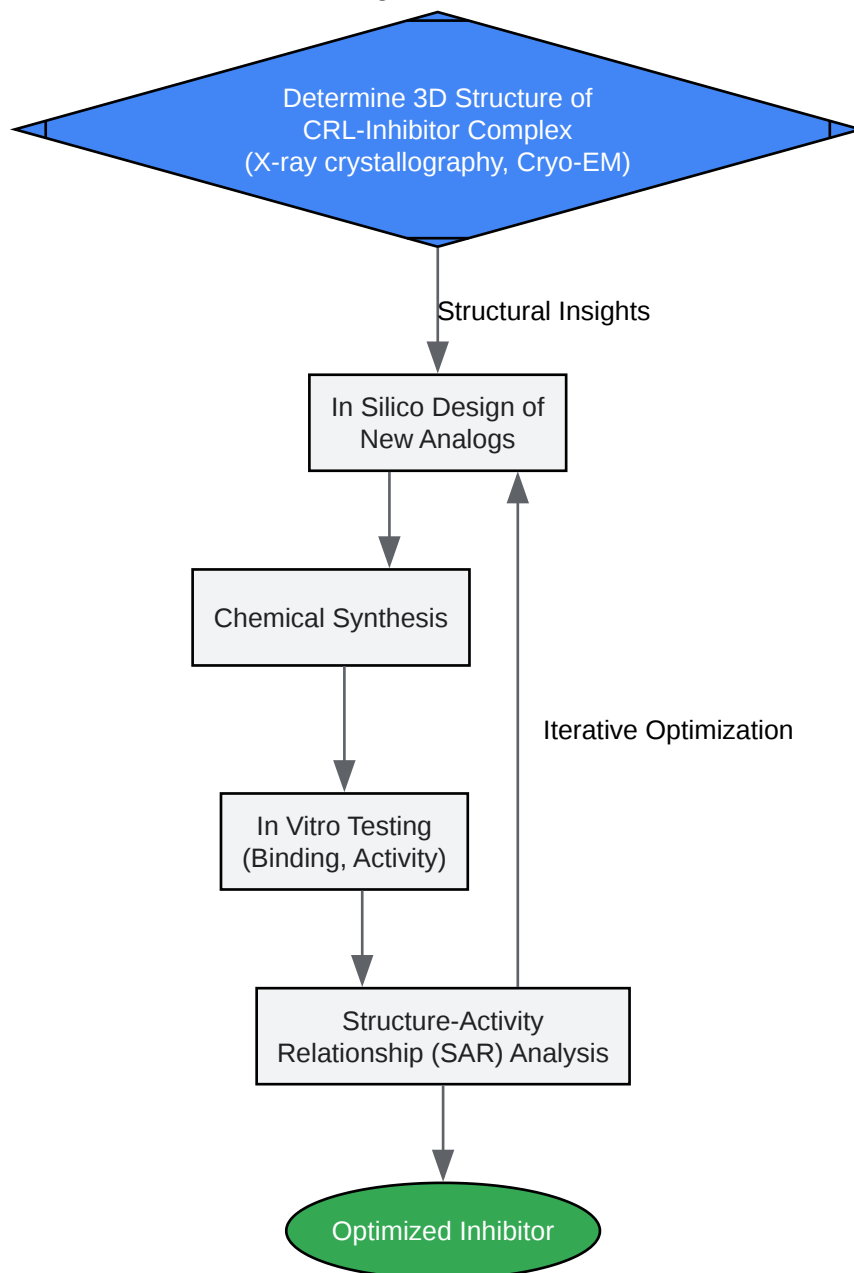 Determine 3D Structure of
CRL-Inhibitor Complex
(X-ray crystallography, Cryo-EM)
Structural Insights
In Silico Design of
New Analogs
Chemical Synthesis
Iterative Optimization
In Vitro Testing
(Binding, Activity)
Structure-Activity
Relationship (SAR) Analysis
Optimized Inhibitor